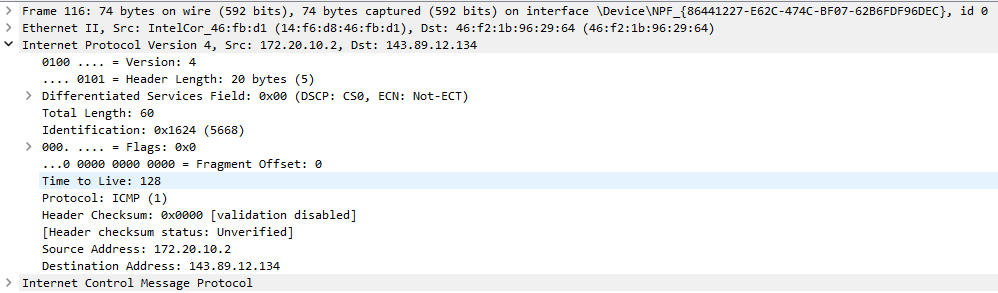 Frame 116: 74 bytes on wire (592 bits), 74 bytes captured (592 bits) on interface \Device\NPF_{86441227-E62C-474C-BF07-62B6FDF96DEC}, id 0
Ethernet II, Src: IntelCor_46:fb:d1 (14:f6:d8:46:fb:d1), Dst: 46:f2:1b:96:29:64 (46:f2:1b:96:29:64)
Internet Protocol Version 4, Src: 172.20.10.2, Dst: 143.89.12.134
0100 .... = Version: 4
.... 0101 = Header Length: 20 bytes (5)
Differentiated Services Field: 0x00 (DSCP: CS0, ECN: Not-ECT)
Total Length: 60
Identification: 0x1624 (5668)
000. .... = Flags: 0x0
...0 0000 0000 0000 = Fragment Offset: 0
Time to Live: 128
Protocol: ICMP (1)
Header Checksum: 0x0000 [validation disabled]
[Header checksum status: Unverified]
Source Address: 172.20.10.2
Destination Address: 143.89.12.134
Internet Control Message Protocol